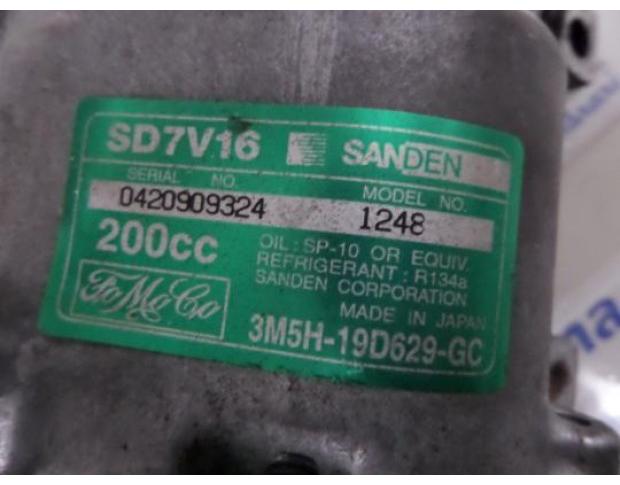 SD7V16 SANDEN
SERIAL NO. MODEL NO.
0420909324 1248
200cc OIL : SP-10 OR EQUIV.
REFRIGERANT : R134a
SANDEN CORPORATION
FoMoCo MADE IN JAPAN
3M5H-19D629-GC